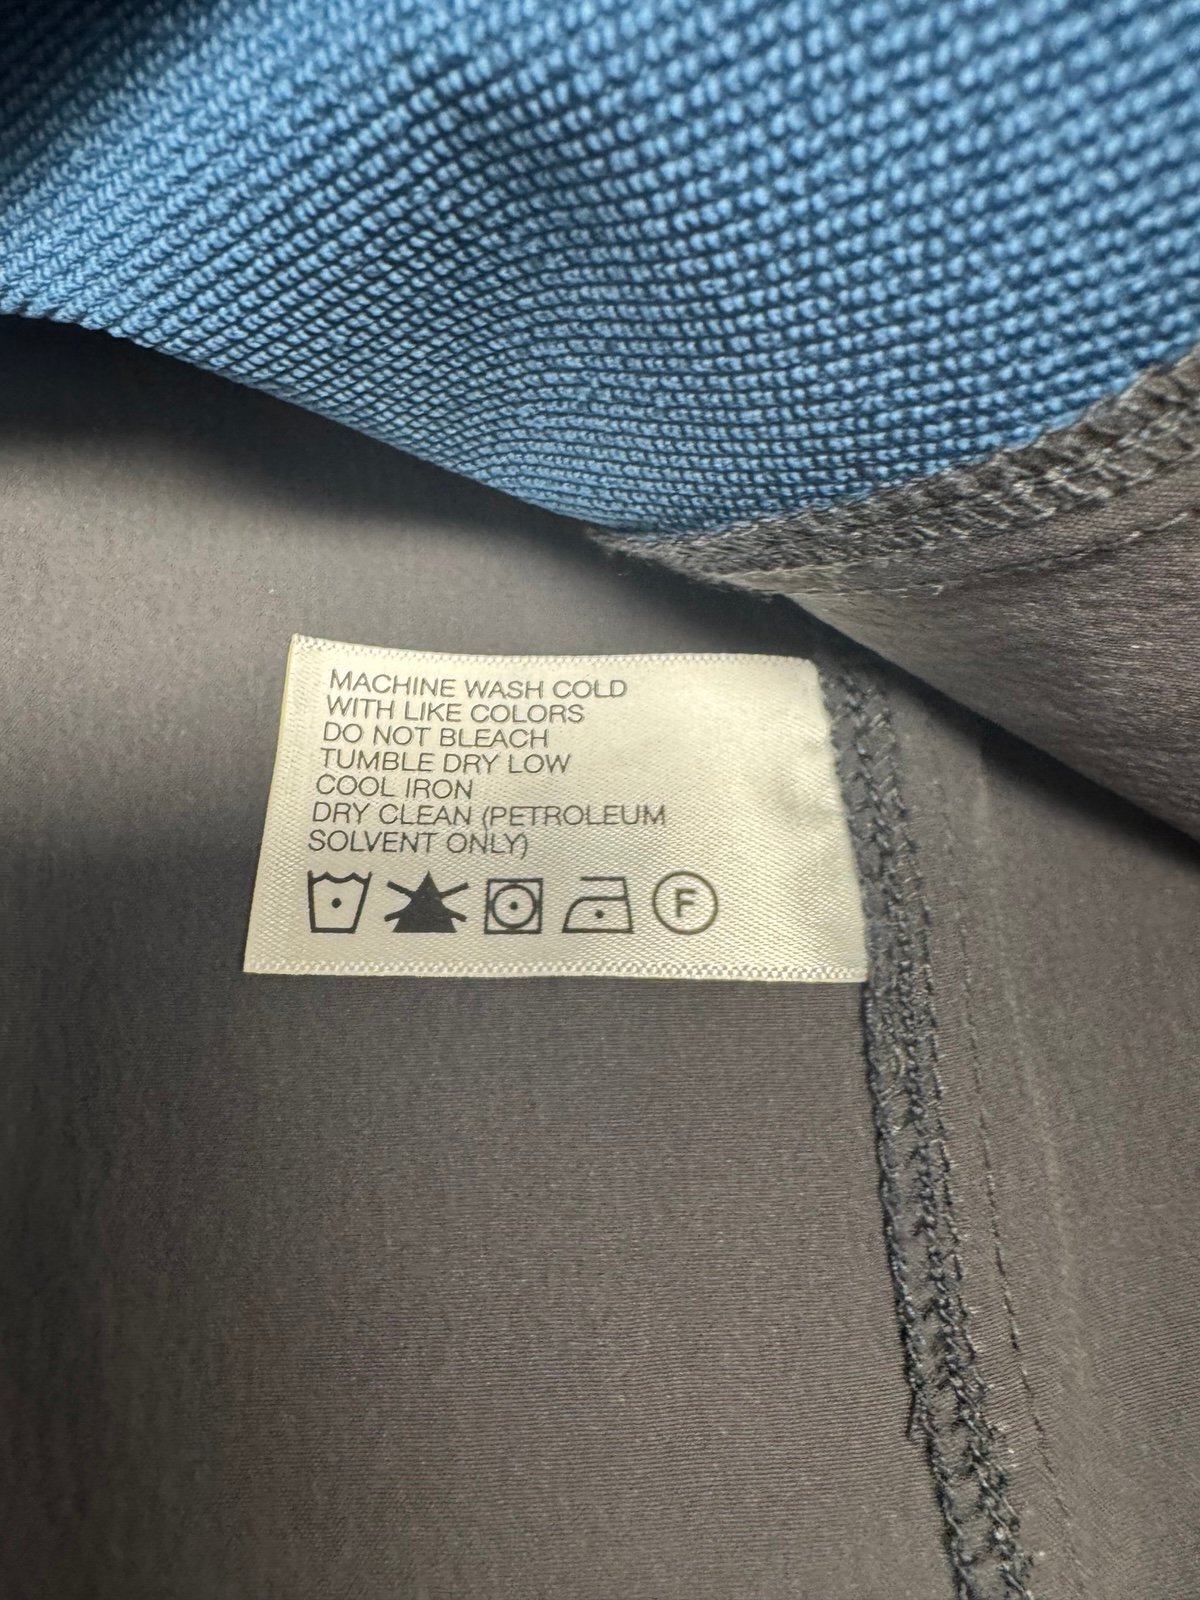 MACHINE WASH COLD
WITH LIKE COLORS
DO NOT BLEACH
TUMBLE DRY LOW
COOL IRON
DRY CLEAN (PETROLEUM
SOLVENT ONLY)
F